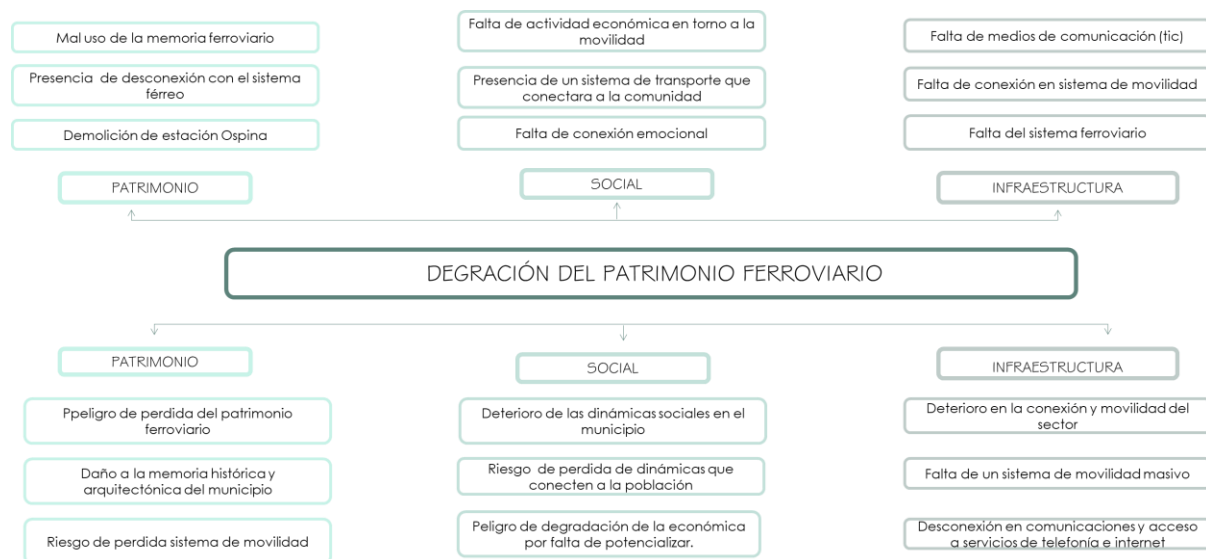 Mal uso de la memoria ferroviario
Presencia de desconexión con el sistema
férreo
Demolición de estación Ospina
PATRIMONIO
Falta de actividad económica en torno a la
movilidad
Presencia de un sistema de transporte que
conectara a la comunidad
Falta de conexión emocional
SOCIAL
Falta de medios de comunicación (tic)
Falta de conexión en sistema de movilidad
Falta del sistema ferroviario
INFRAESTRUCTURA
DEGRACIÓN DEL PATRIMONIO FERROVIARIO
PATRIMONIO
Ppeligro de perdida del patrimonio
ferroviario
Daño a la memoria histórica y
arquitectónica del municipio
Riesgo de perdida sistema de movilidad
SOCIAL
Deterioro de las dinámicas sociales en el
municipio
Riesgo de perdida de dinámicas que
conecten a la población
Peligro de degradación de la económica
por falta de potencializar.
INFRAESTRUCTURA
Deterioro en la conexión y movilidad del
sector
Falta de un sistema de movilidad masivo
Desconexión en comunicaciones y acceso
a servicios de telefonía e internet